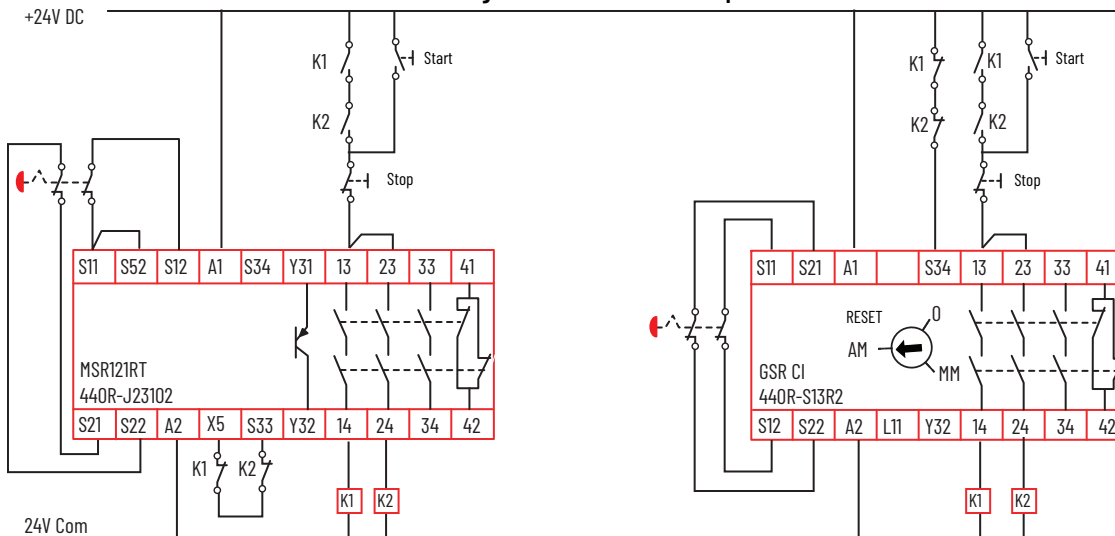 +24V DC
K1
Start
K2
Stop
S11 S52 S12 A1 S34 Y31 13 23 33 41
MSR121RT
440R-J23102
S21 S22 A2 X5 S33 Y32 14 24 34 42
K1 K2
K1 K2
24V Com
K1 K1 Start
K2 K2
Stop
S11 S21 A1 S34 13 23 33 41
RESET 0
AM
MM
GSR CI
440R-S13R2
S12 S22 A2 L11 Y32 14 24 34 42
K1 K2